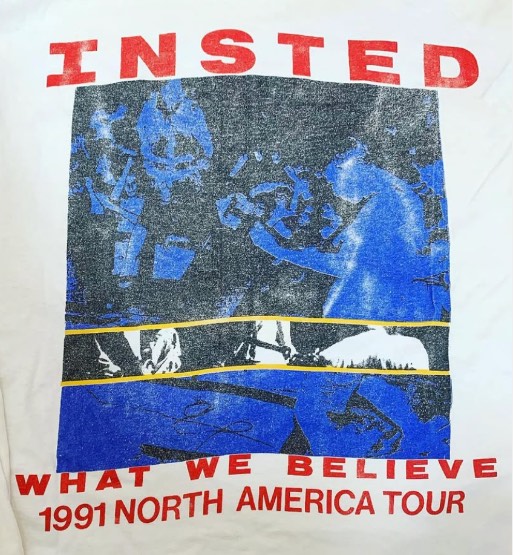 INSTED
WHAT WE BELIEVE
1991 NORTH AMERICA TOUR